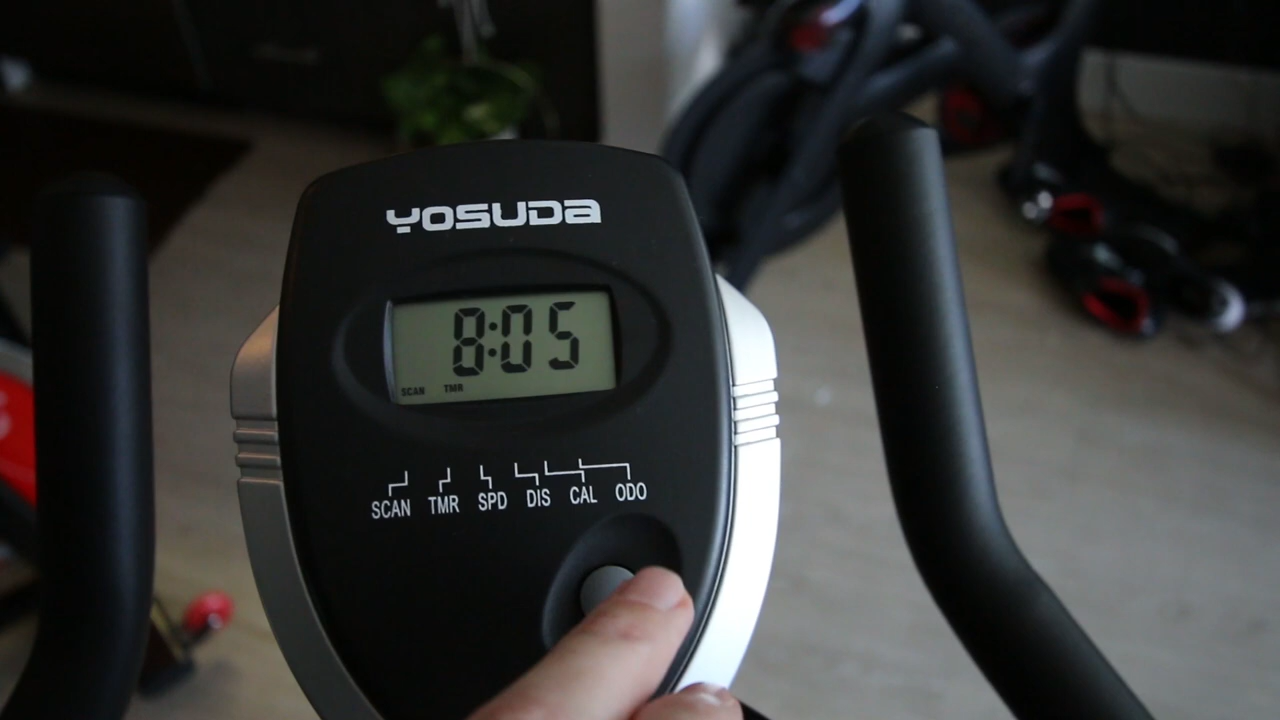 YOSUDA
8:05
SCAN TMR
SCAN TMR SPD DIS CAL ODO